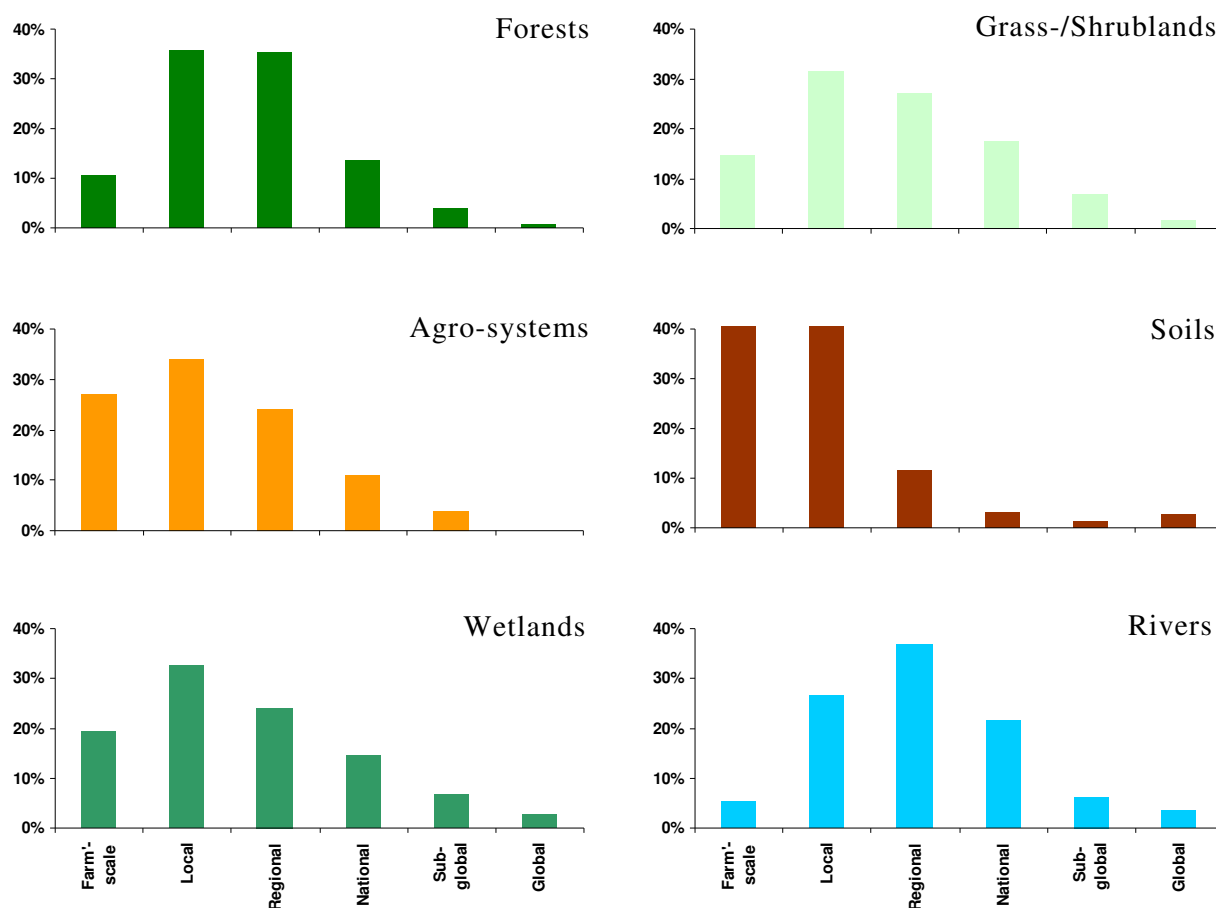 Forests
40%
30%
20%
10%
0%
Grass-/Shrublands
40%
30%
20%
10%
0%
Agro-systems
40%
30%
20%
10%
0%
Soils
40%
30%
20%
10%
0%
Wetlands
40%
30%
20%
10%
0%
Farm'-
scale
Local
Regional
National
Sub-
global
Global
Rivers
40%
30%
20%
10%
0%
Farm'-
scale
Local
Regional
National
Sub-
global
Global